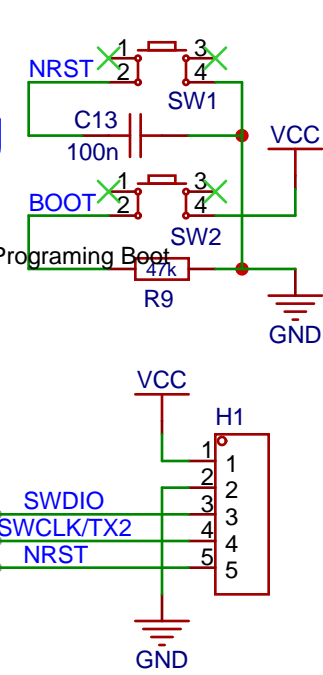 1 3
NRST 2 4
SW1
C13
100n
VCC
1 3
BOOT 2 4
SW2
Programing Boot
47k
R9
GND
VCC
H1
1 1
2 2
SWDIO 3 3
SWCLK/TX2 4 4
NRST 5 5
GND